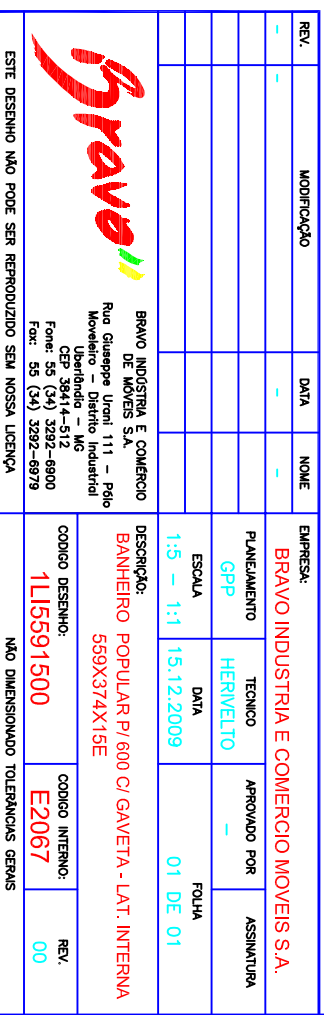 REV. MODIFICAÇÃO DATA NOME
- - - -
Bravo
BRAVO INDÚSTRIA E COMÉRCIO
DE MÓVEIS S.A.
Rua Giuseppe Urani 111 - Pólo
Moveleiro - Distrito Industrial
Uberlândia - MG
CEP 38414-512
Fone: 55 (34) 3292-6900
Fax: 55 (34) 3292-6979
ESTE DESENHO NÃO PODE SER REPRODUZIDO SEM NOSSA LICENÇA
EMPRESA:
BRAVO INDUSTRIA E COMERCIO MOVEIS S.A.
PLANEJAMENTO TECNICO APROVADO POR ASSINATURA
GPP HERIVELTO -
ESCALA DATA FOLHA
1:5 - 1:1 15.12.2009 01 DE 01
DESCRIÇÃO:
BANHEIRO POPULAR P/ 600 C/ GAVETA - LAT. INTERNA
559X374X15E
CODIGO DESENHO: CODIGO INTERNO: REV.
1LI5591500 E2067 00
NÃO DIMENSIONADO TOLERÂNCIAS GERAIS